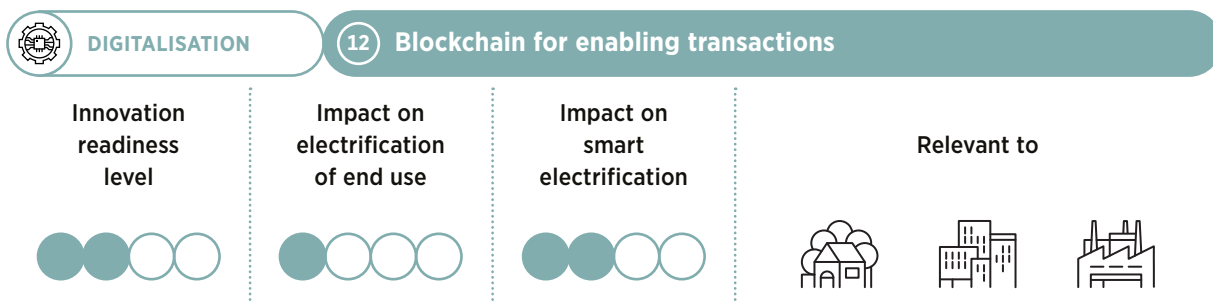 DIGITALISATION
12 Blockchain for enabling transactions
Innovation
readiness
level
Impact on
electrification
of end use
Impact on
smart
electrification
Relevant to